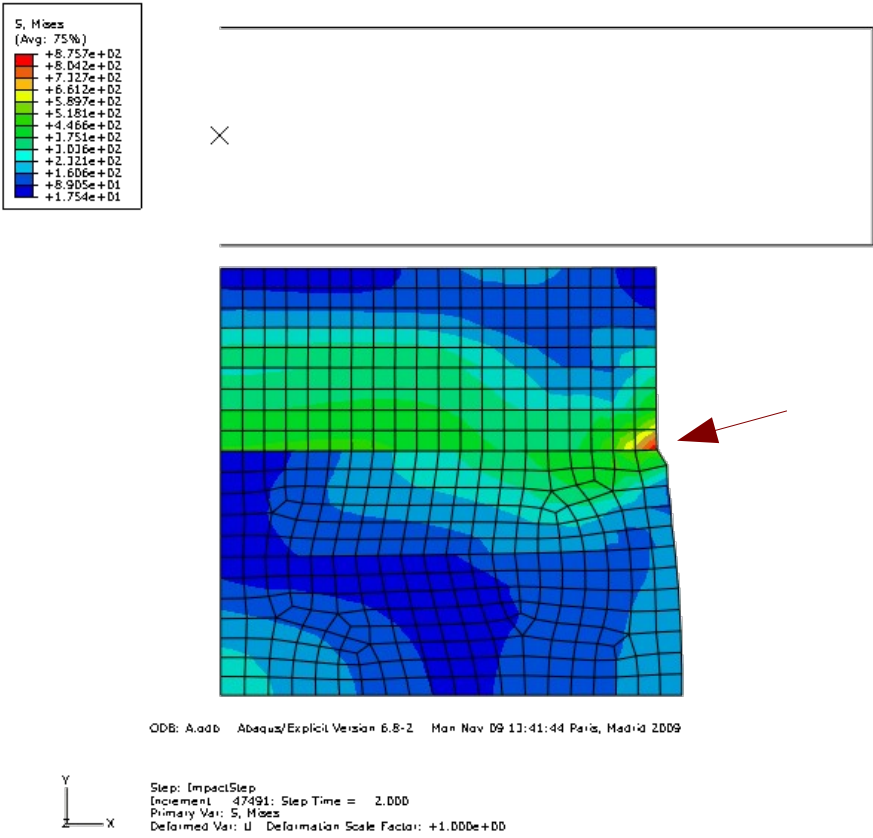 S, Mises
(Avg: 75%)
+8.757e+02
+8.042e+02
+7.327e+02
+6.612e+02
+5.897e+02
+5.181e+02
+4.466e+02
+3.751e+02
+3.036e+02
+2.321e+02
+1.606e+02
+8.905e+01
+1.754e+01
ODB: A.odb Abaqus/Explicit Version 6.8-2 Mon Nov 09 13:41:44 Paris, Madrid 2009
Y
Z X
Step: ImpactStep
Increment 47491: Step Time = 2.000
Primary Var: S, Mises
Deformed Var: U Deformation Scale Factor: +1.000e+00